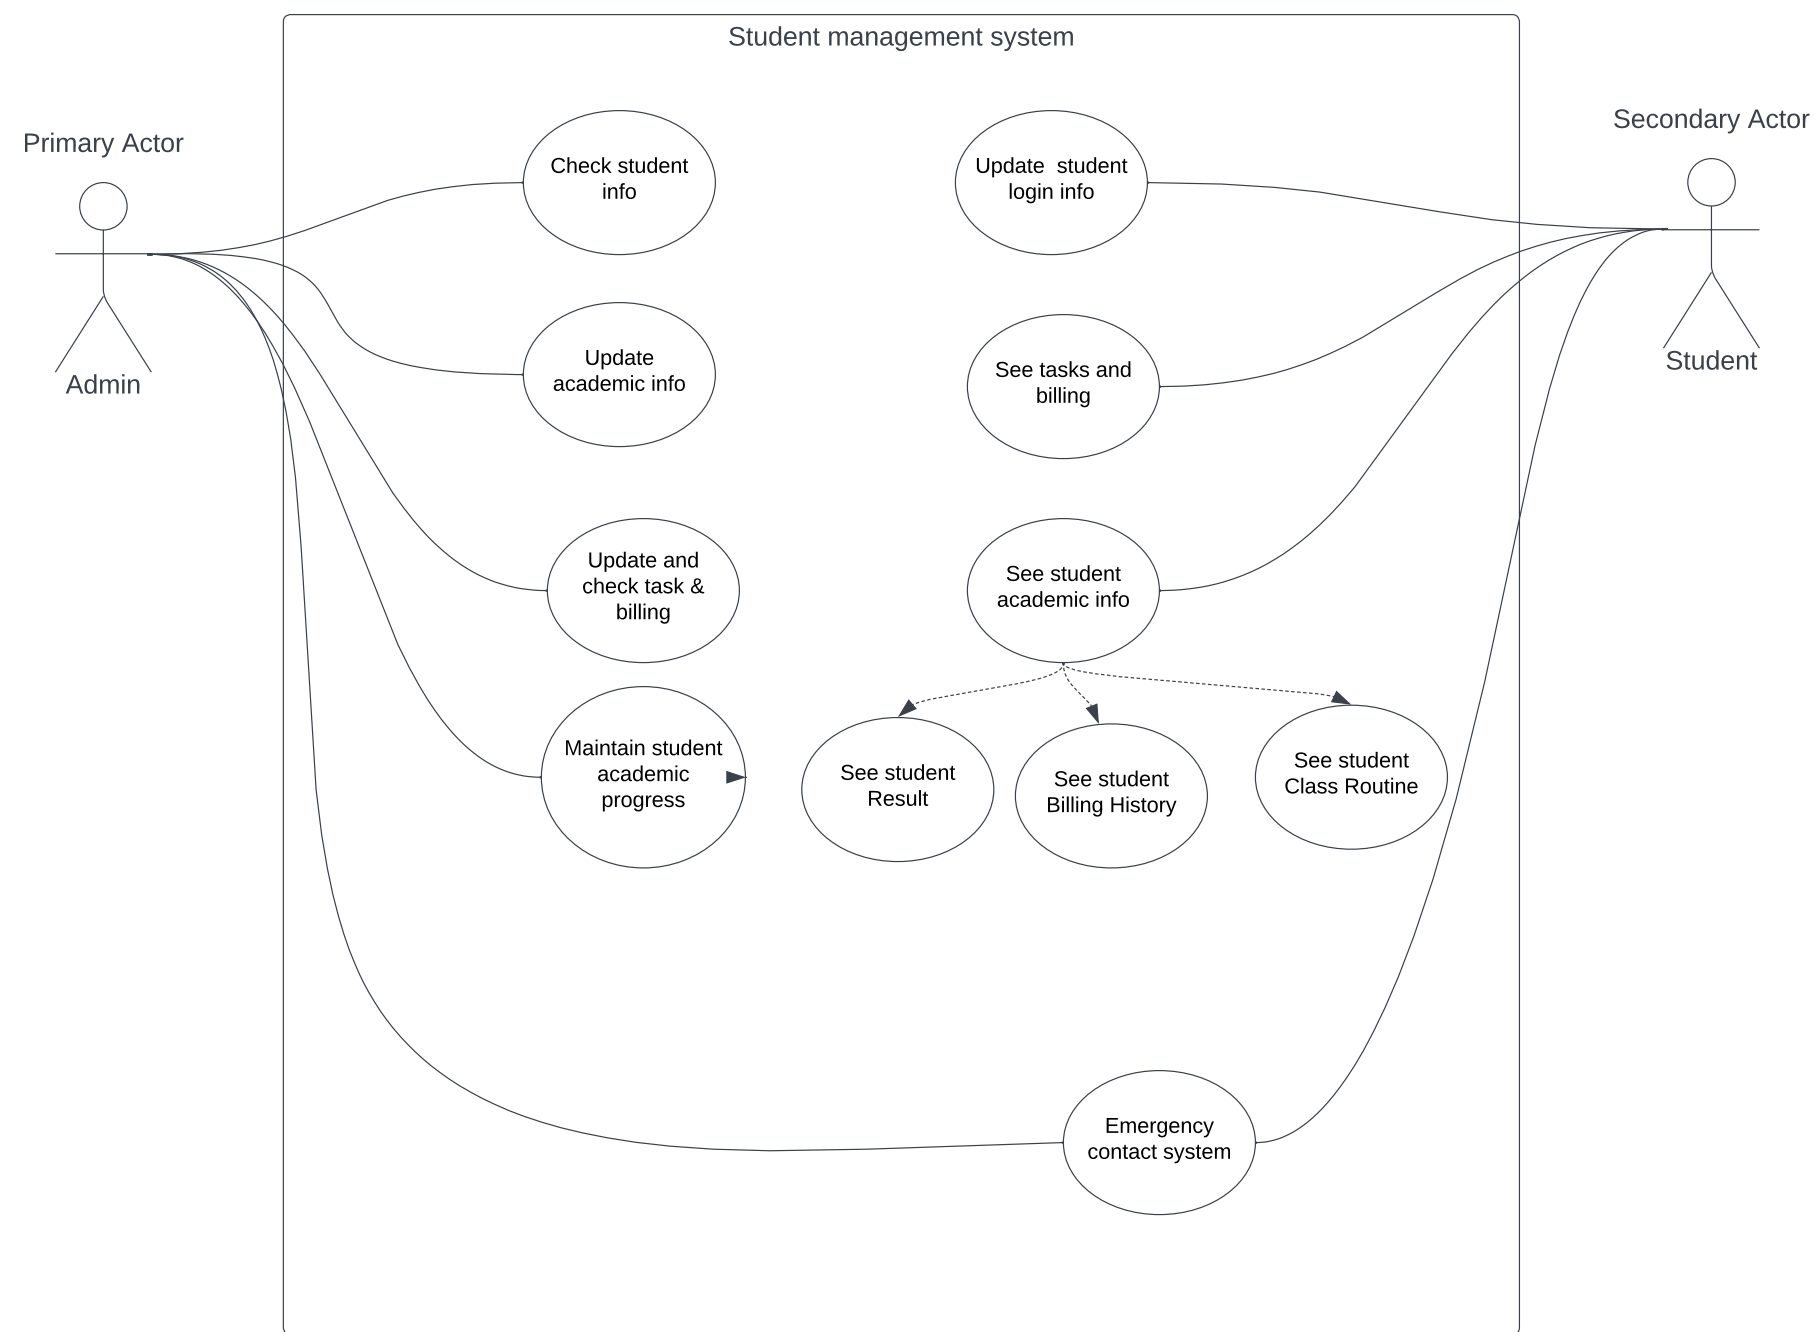 Student management system
Primary Actor
Admin
Secondary Actor
Student
Check student
info
Update  student
login info
Update
academic info
See tasks and
billing
Update and
check task &
billing
See student
academic info
Maintain student
academic
progress
See student
Result
See student
Billing History
See student
Class Routine
Emergency
contact system